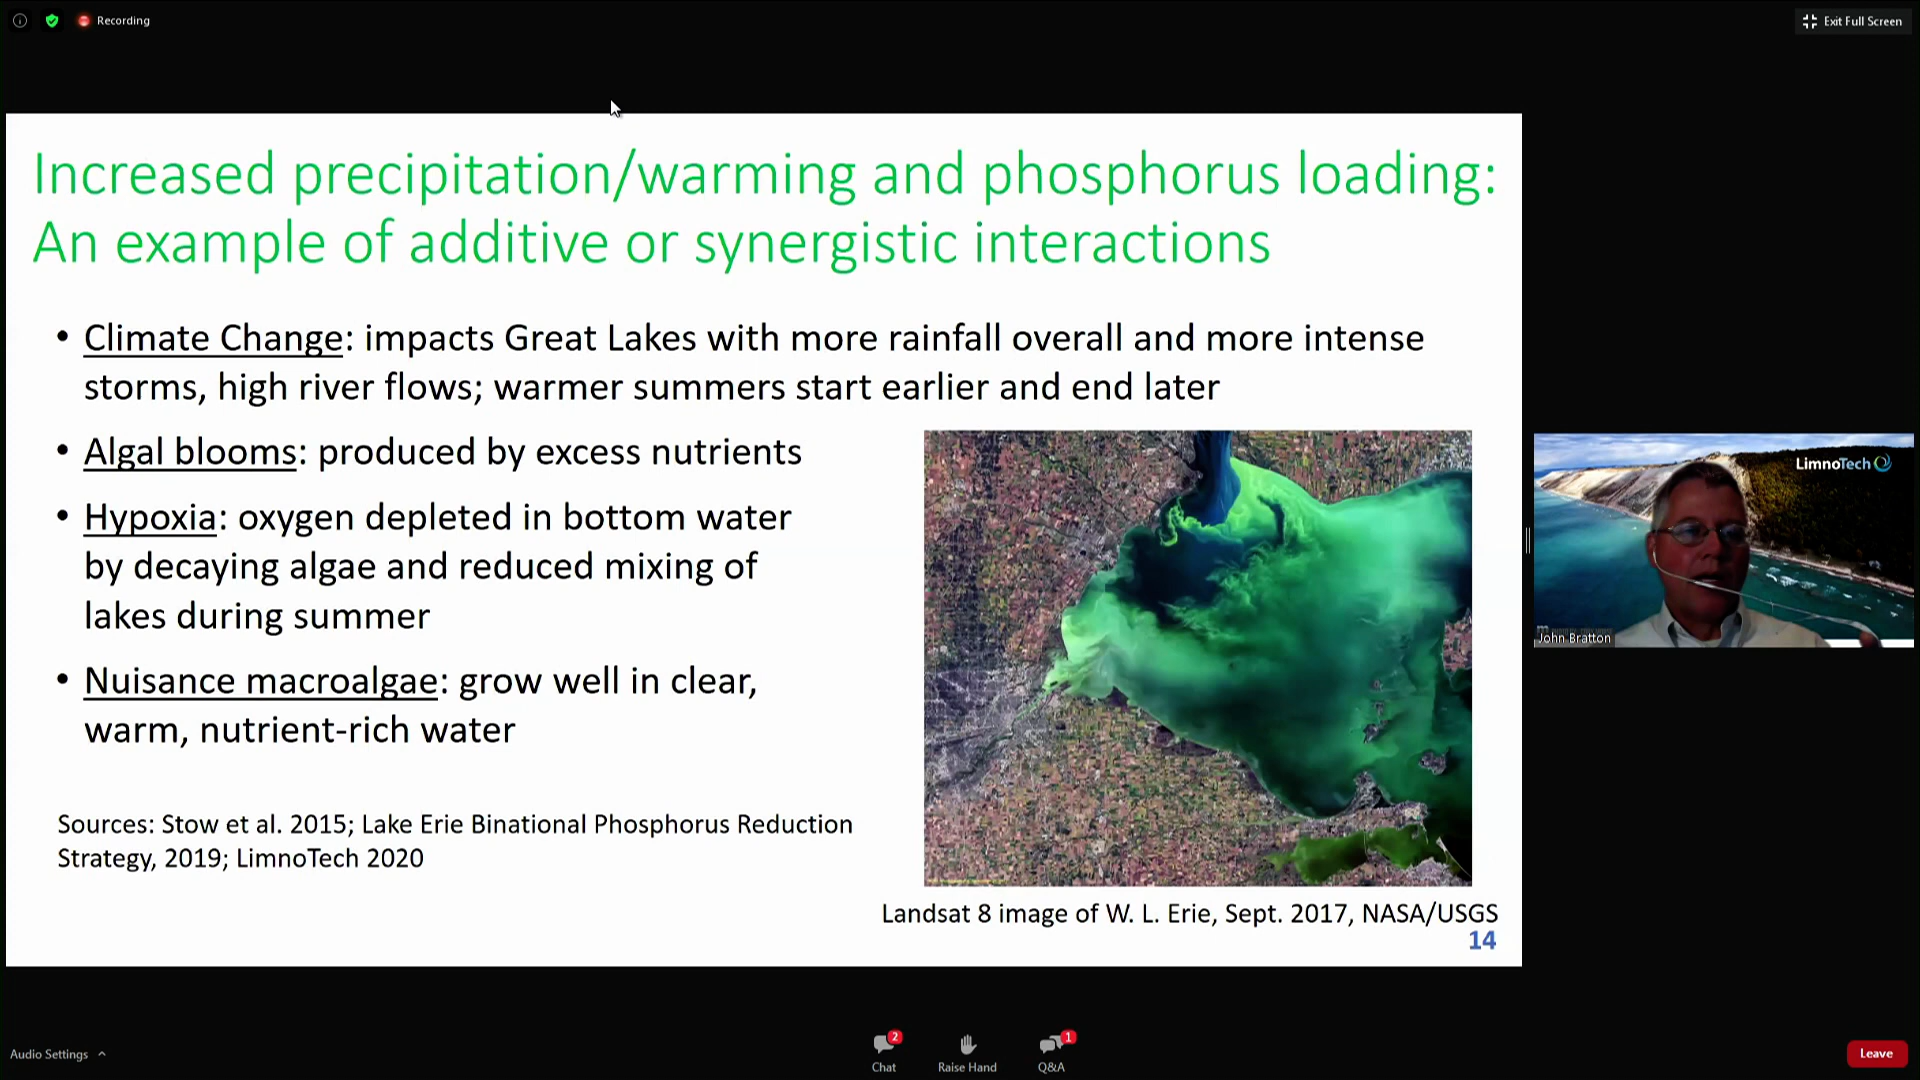 Recording
Exit Full Screen
Increased precipitation/warming and phosphorus loading:
An example of additive or synergistic interactions
• Climate Change: impacts Great Lakes with more rainfall overall and more intense
storms, high river flows; warmer summers start earlier and end later
• Algal blooms: produced by excess nutrients
• Hypoxia: oxygen depleted in bottom water
by decaying algae and reduced mixing of
lakes during summer
• Nuisance macroalgae: grow well in clear,
warm, nutrient-rich water
Sources: Stow et al. 2015; Lake Erie Binational Phosphorus Reduction
Strategy, 2019; LimnoTech 2020
Landsat 8 image of W. L. Erie, Sept. 2017, NASA/USGS
14
LimnoTech
John Bratton
Audio Settings
2
Chat
Raise Hand
1
Q&A
Leave